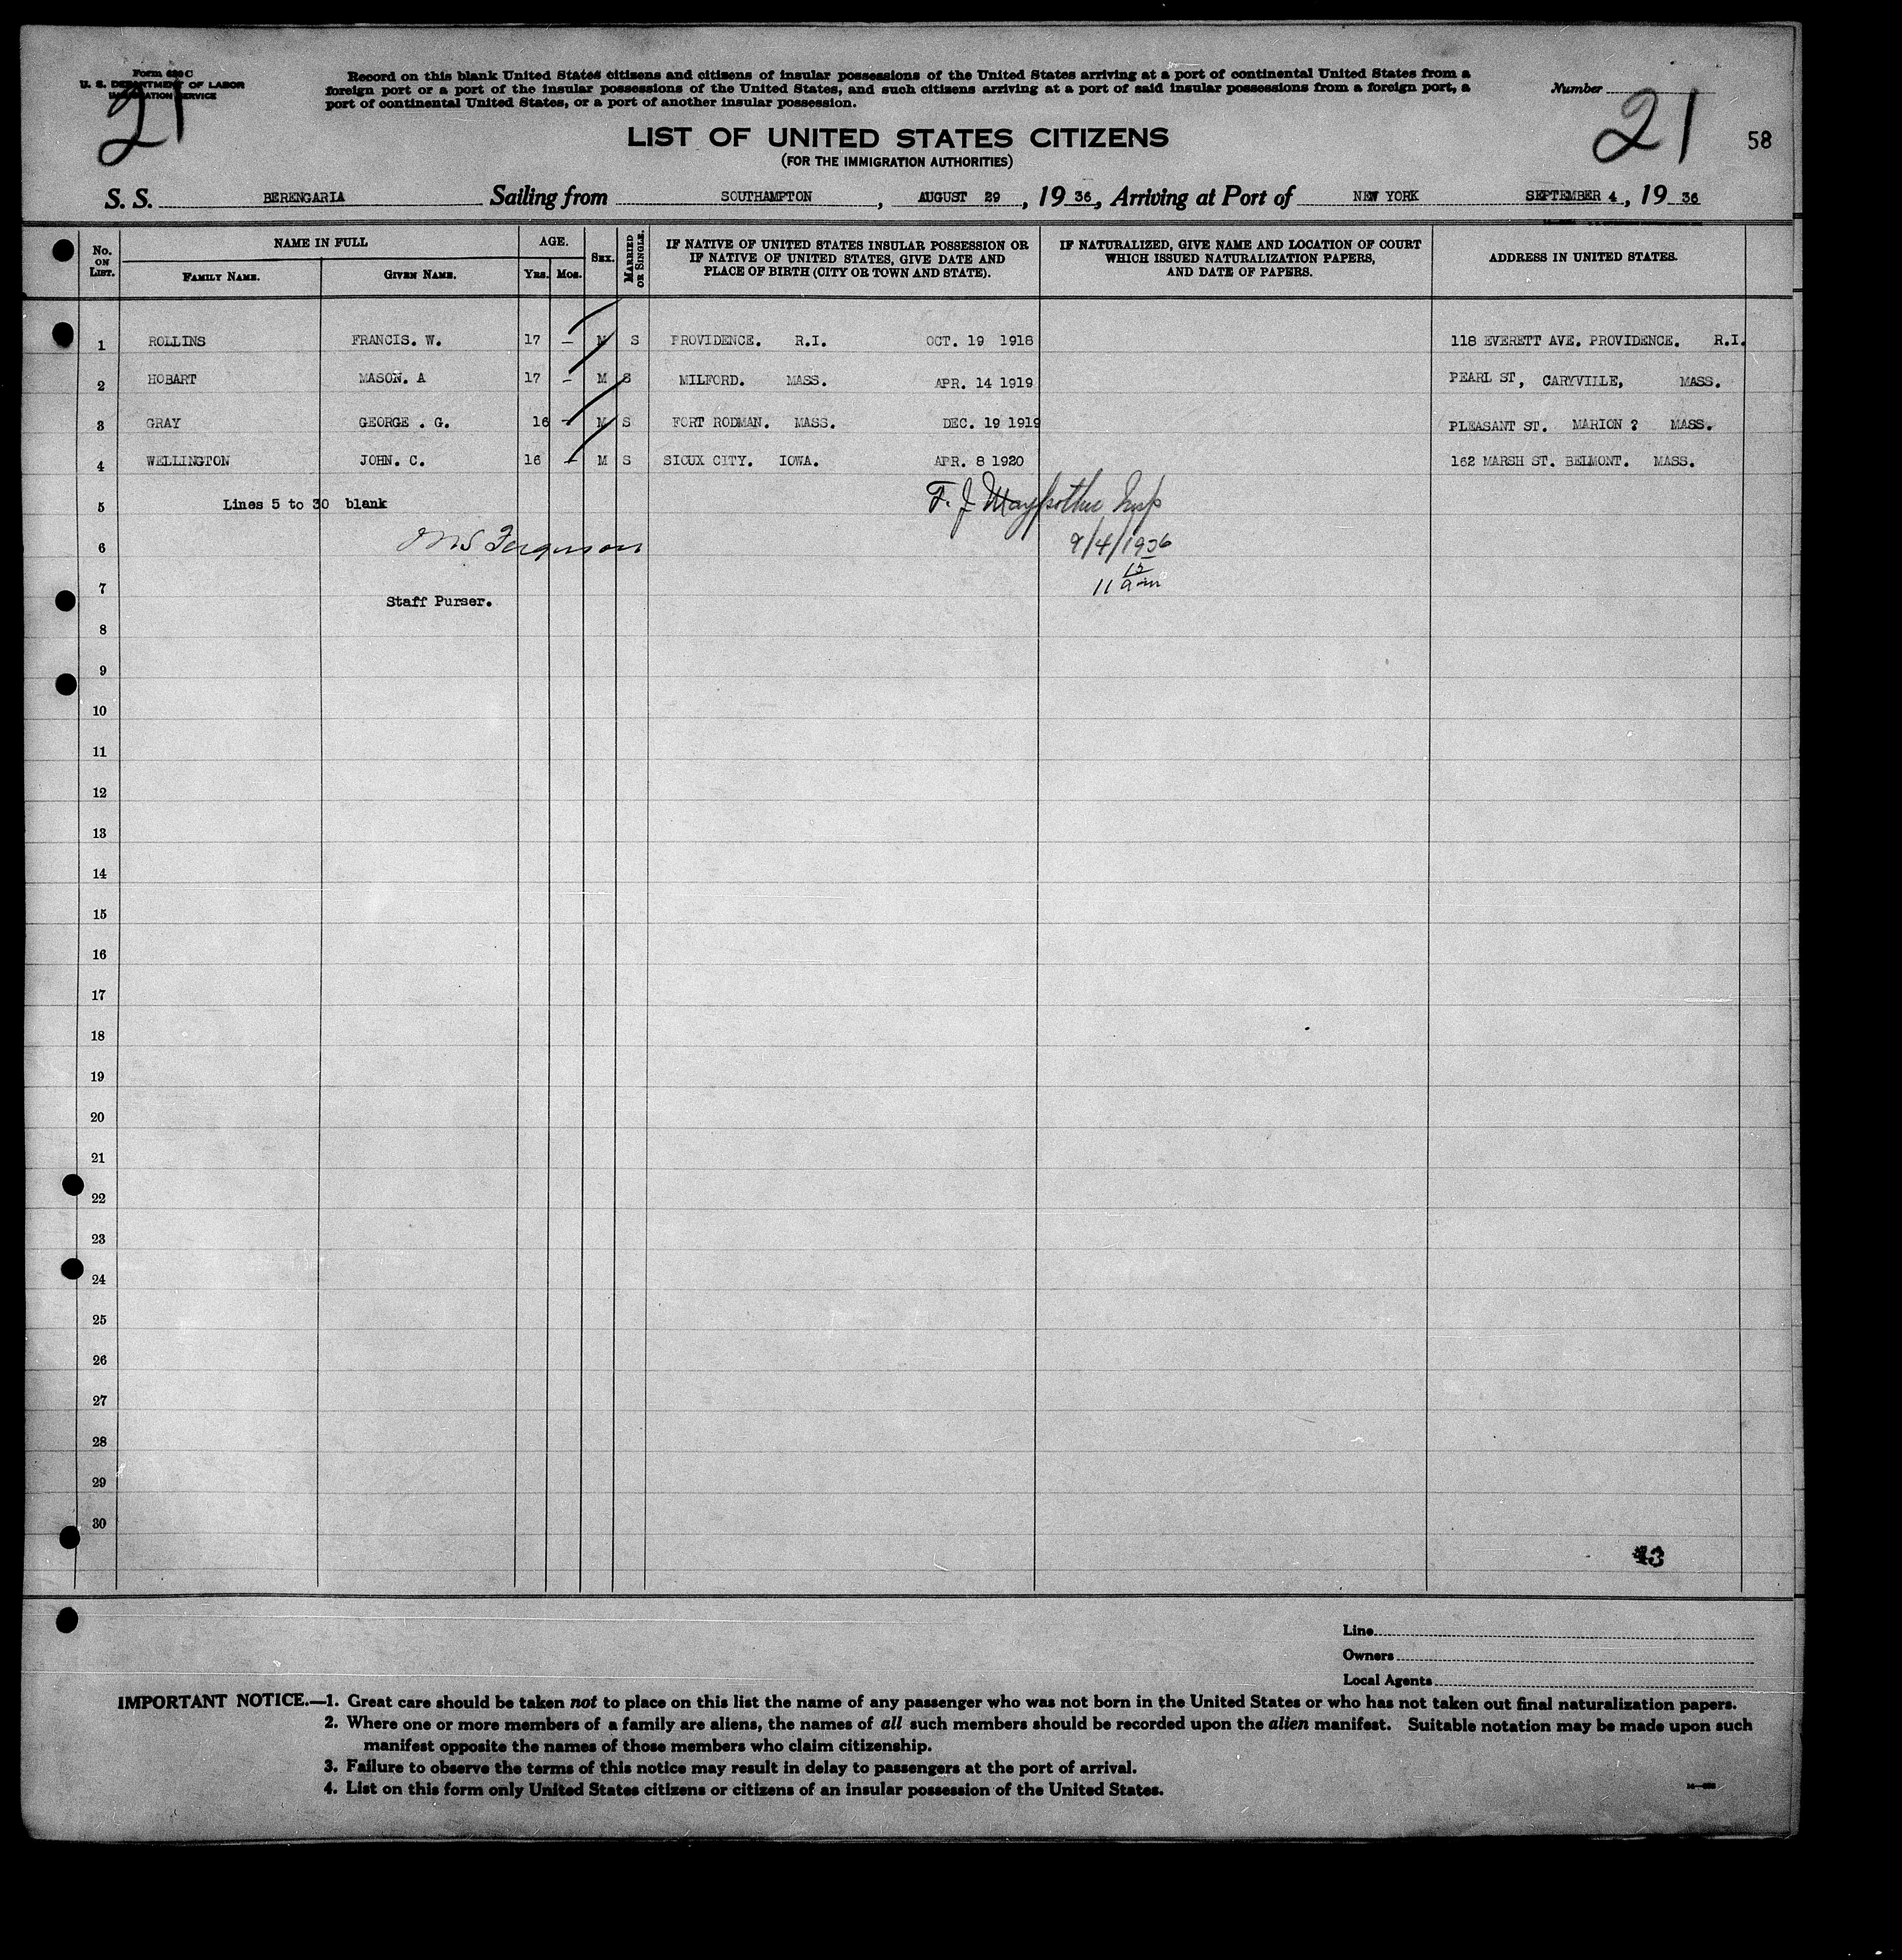 Form 630 C
U. S. DEPARTMENT OF LABOR
IMMIGRATION SERVICE
21
Record on this blank United States citizens and citizens of insular possessions of the United States arriving at a port of continental United States from a
foreign port or a port of the insular possessions of the United States, and such citizens arriving at a port of said insular possessions from a foreign port, a
port of continental United States, or a port of another insular possession.
Number
21
58
LIST OF UNITED STATES CITIZENS
(FOR THE IMMIGRATION AUTHORITIES)
S. S. BERENGARIA Sailing from SOUTHAMPTON, AUGUST 29, 19 36, Arriving at Port of NEW YORK SEPTEMBER 4, 19 36
No. ON LIST. NAME IN FULL FAMILY NAME. GIVEN NAME. AGE. YRS. MOS. SEX. MARRIED OR SINGLE. IF NATIVE OF UNITED STATES INSULAR POSSESSION OR IF NATIVE OF UNITED STATES, GIVE DATE AND PLACE OF BIRTH (CITY OR TOWN AND STATE). IF NATURALIZED, GIVE NAME AND LOCATION OF COURT WHICH ISSUED NATURALIZATION PAPERS, AND DATE OF PAPERS. ADDRESS IN UNITED STATES.
1 ROLLINS FRANCIS. W. 17 — M S PROVIDENCE. R.I. OCT. 19 1918 118 EVERETT AVE. PROVIDENCE. R.I.
2 HOBART MASON. A 17 - M S MILFORD. MASS. APR. 14 1919 PEARL ST, CARYVILLE, MASS.
3 GRAY GEORGE . G. 16 - M S FORT RODMAN. MASS. DEC. 19 1919 PLEASANT ST. MARION ? MASS.
4 WELLINGTON JOHN. C. 16 - M S SIOUX CITY. IOWA. APR. 8 1920 162 MARSH ST. BELMONT. MASS.
5 Lines 5 to 30 blank F. J.
6 Ferguson 9/4/1936
7 Staff Purser. 11 15 am
8
9
10
11
12
13
14
15
16
17
18
19
20
21
22
23
24
25
26
27
28
29
30
43
Line
Owners
Local Agents
IMPORTANT NOTICE.—1. Great care should be taken not to place on this list the name of any passenger who was not born in the United States or who has not taken out final naturalization papers.
2. Where one or more members of a family are aliens, the names of all such members should be recorded upon the alien manifest. Suitable notation may be made upon such
manifest opposite the names of those members who claim citizenship.
3. Failure to observe the terms of this notice may result in delay to passengers at the port of arrival.
4. List on this form only United States citizens or citizens of an insular possession of the United States.